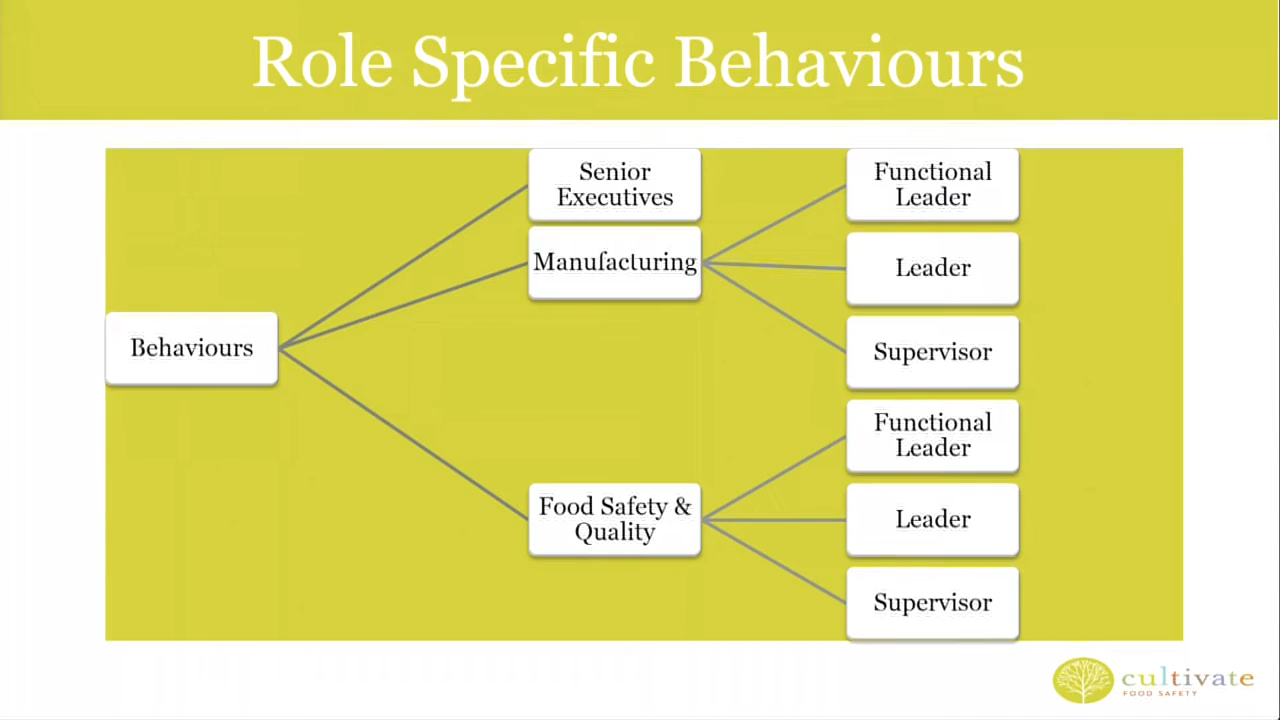 Role Specific Behaviours
Behaviours
Senior
Executives
Manufacturing
Food Safety &
Quality
Functional
Leader
Leader
Supervisor
Functional
Leader
Leader
Supervisor
cultivate
FOOD SAFETY